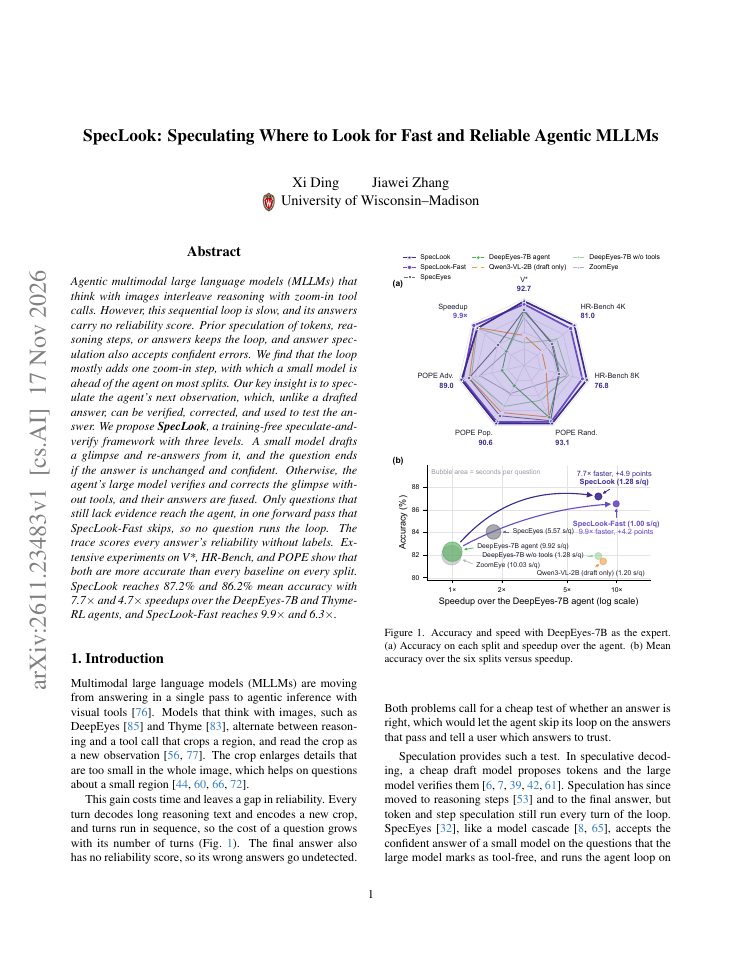 SpecLook: Speculating Where to Look for Fast and Reliable Agentic MLLMs
Xi Ding Jiawei Zhang
University of Wisconsin–Madison
arXiv:2611.23483v1 [cs.AI] 17 Nov 2026
Abstract
Agentic multimodal large language models (MLLMs) that
think with images interleave reasoning with zoom-in tool
calls. However, this sequential loop is slow, and its answers
carry no reliability score. Prior speculation of tokens, rea-
soning steps, or answers keeps the loop, and answer spec-
ulation also accepts confident errors. We find that the loop
mostly adds one zoom-in step, with which a small model is
ahead of the agent on most splits. Our key insight is to spec-
ulate the agent's next observation, which, unlike a drafted
answer, can be verified, corrected, and used to test the an-
swer. We propose SpecLook, a training-free speculate-and-
verify framework with three levels. A small model drafts
a glimpse and re-answers from it, and the question ends
if the answer is unchanged and confident. Otherwise, the
agent's large model verifies and corrects the glimpse with-
out tools, and their answers are fused. Only questions that
still lack evidence reach the agent, in one forward pass that
SpecLook-Fast skips, so no question runs the loop. The
trace scores every answer's reliability without labels. Ex-
tensive experiments on V*, HR-Bench, and POPE show that
both are more accurate than every baseline on every split.
SpecLook reaches 87.2% and 86.2% mean accuracy with
7.7× and 4.7× speedups over the DeepEyes-7B and Thyme-
RL agents, and SpecLook-Fast reaches 9.9× and 6.3×.
1. Introduction
Multimodal large language models (MLLMs) are moving
from answering in a single pass to agentic inference with
visual tools [76]. Models that think with images, such as
DeepEyes [85] and Thyme [83], alternate between reason-
ing and a tool call that crops a region, and read the crop as
a new observation [56, 77]. The crop enlarges details that
are too small in the whole image, which helps on questions
about a small region [44, 60, 66, 72].
This gain costs time and leaves a gap in reliability. Every
turn decodes long reasoning text and encodes a new crop,
and turns run in sequence, so the cost of a question grows
with its number of turns (Fig. 1). The final answer also
has no reliability score, so its wrong answers go undetected.
SpecLook DeepEyes-7B agent DeepEyes-7B w/o tools
SpecLook-Fast Qwen3-VL-2B (draft only) ZoomEye
SpecEyes
(a)
V*
92.7
Speedup
9.9×
HR-Bench 4K
81.0
POPE Adv.
89.0
HR-Bench 8K
76.8
POPE Pop.
90.6
POPE Rand.
93.1
(b)
Bubble area = seconds per question
7.7× faster, +4.9 points
SpecLook (1.28 s/q)
SpecLook-Fast (1.00 s/q)
9.9× faster, +4.2 points
SpecEyes (5.57 s/q)
DeepEyes-7B agent (9.92 s/q)
DeepEyes-7B w/o tools (1.28 s/q)
ZoomEye (10.03 s/q)
Qwen3-VL-2B (draft only) (1.20 s/q)
Accuracy (%)
88
86
84
82
80
1× 2× 5× 10×
Speedup over the DeepEyes-7B agent (log scale)
Figure 1. Accuracy and speed with DeepEyes-7B as the expert.
(a) Accuracy on each split and speedup over the agent. (b) Mean
accuracy over the six splits versus speedup.
Both problems call for a cheap test of whether an answer is
right, which would let the agent skip its loop on the answers
that pass and tell a user which answers to trust.
Speculation provides such a test. In speculative decod-
ing, a cheap draft model proposes tokens and the large
model verifies them [6, 7, 39, 42, 61]. Speculation has since
moved to reasoning steps [53] and to the final answer, but
token and step speculation still run every turn of the loop.
SpecEyes [32], like a model cascade [8, 65], accepts the
confident answer of a small model on the questions that the
large model marks as tool-free, and runs the agent loop on
1